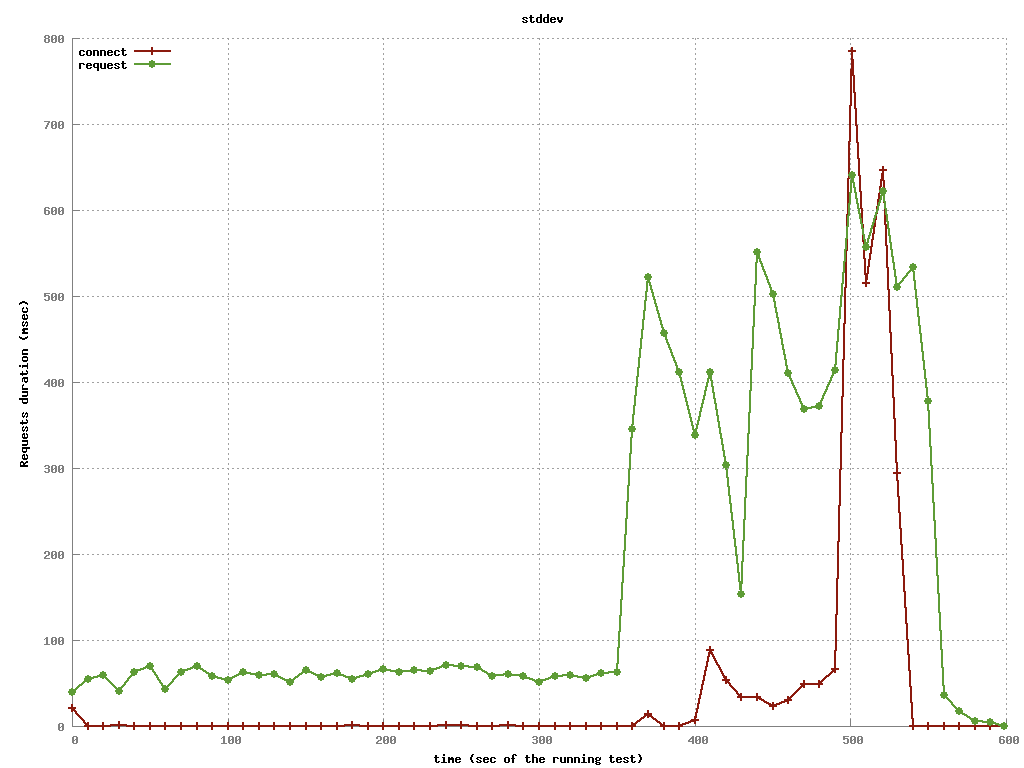 stddev
connect
request
800
700
600
500
400
300
200
100
0
Requests duration (msec)
0 100 200 300 400 500 600
time (sec of the running test)